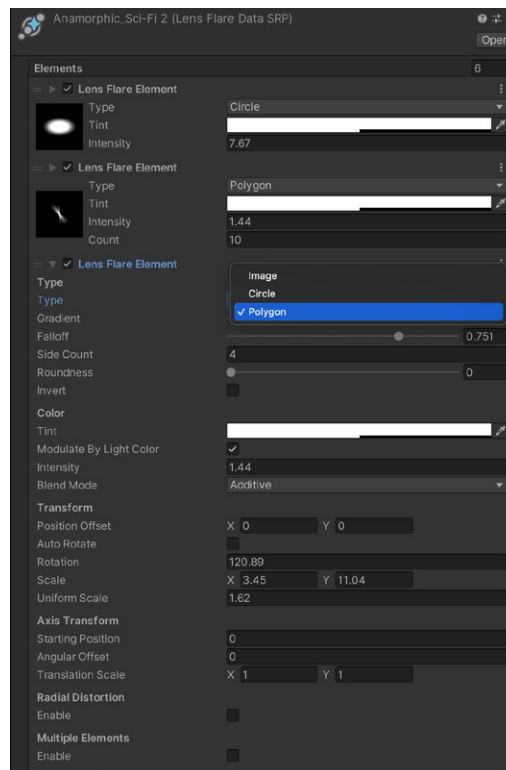 Anamorphic_Sci-Fi 2 (Lens Flare Data SRP)
Open
Elements 6
Lens Flare Element
Type Circle
Tint
Intensity 7.67
Lens Flare Element
Type Polygon
Tint
Intensity 1.44
Count 10
Lens Flare Element
Image
Type
Circle
Type
Polygon
Gradient
Falloff 0.751
Side Count 4
Roundness 0
Invert
Color
Tint
Modulate By Light Color
Intensity 1.44
Blend Mode Additive
Transform
Position Offset X 0 Y 0
Auto Rotate
Rotation 120.89
Scale X 3.45 Y 11.04
Uniform Scale 1.62
Axis Transform
Starting Position 0
Angular Offset 0
Translation Scale X 1 Y 1
Radial Distortion
Enable
Multiple Elements
Enable